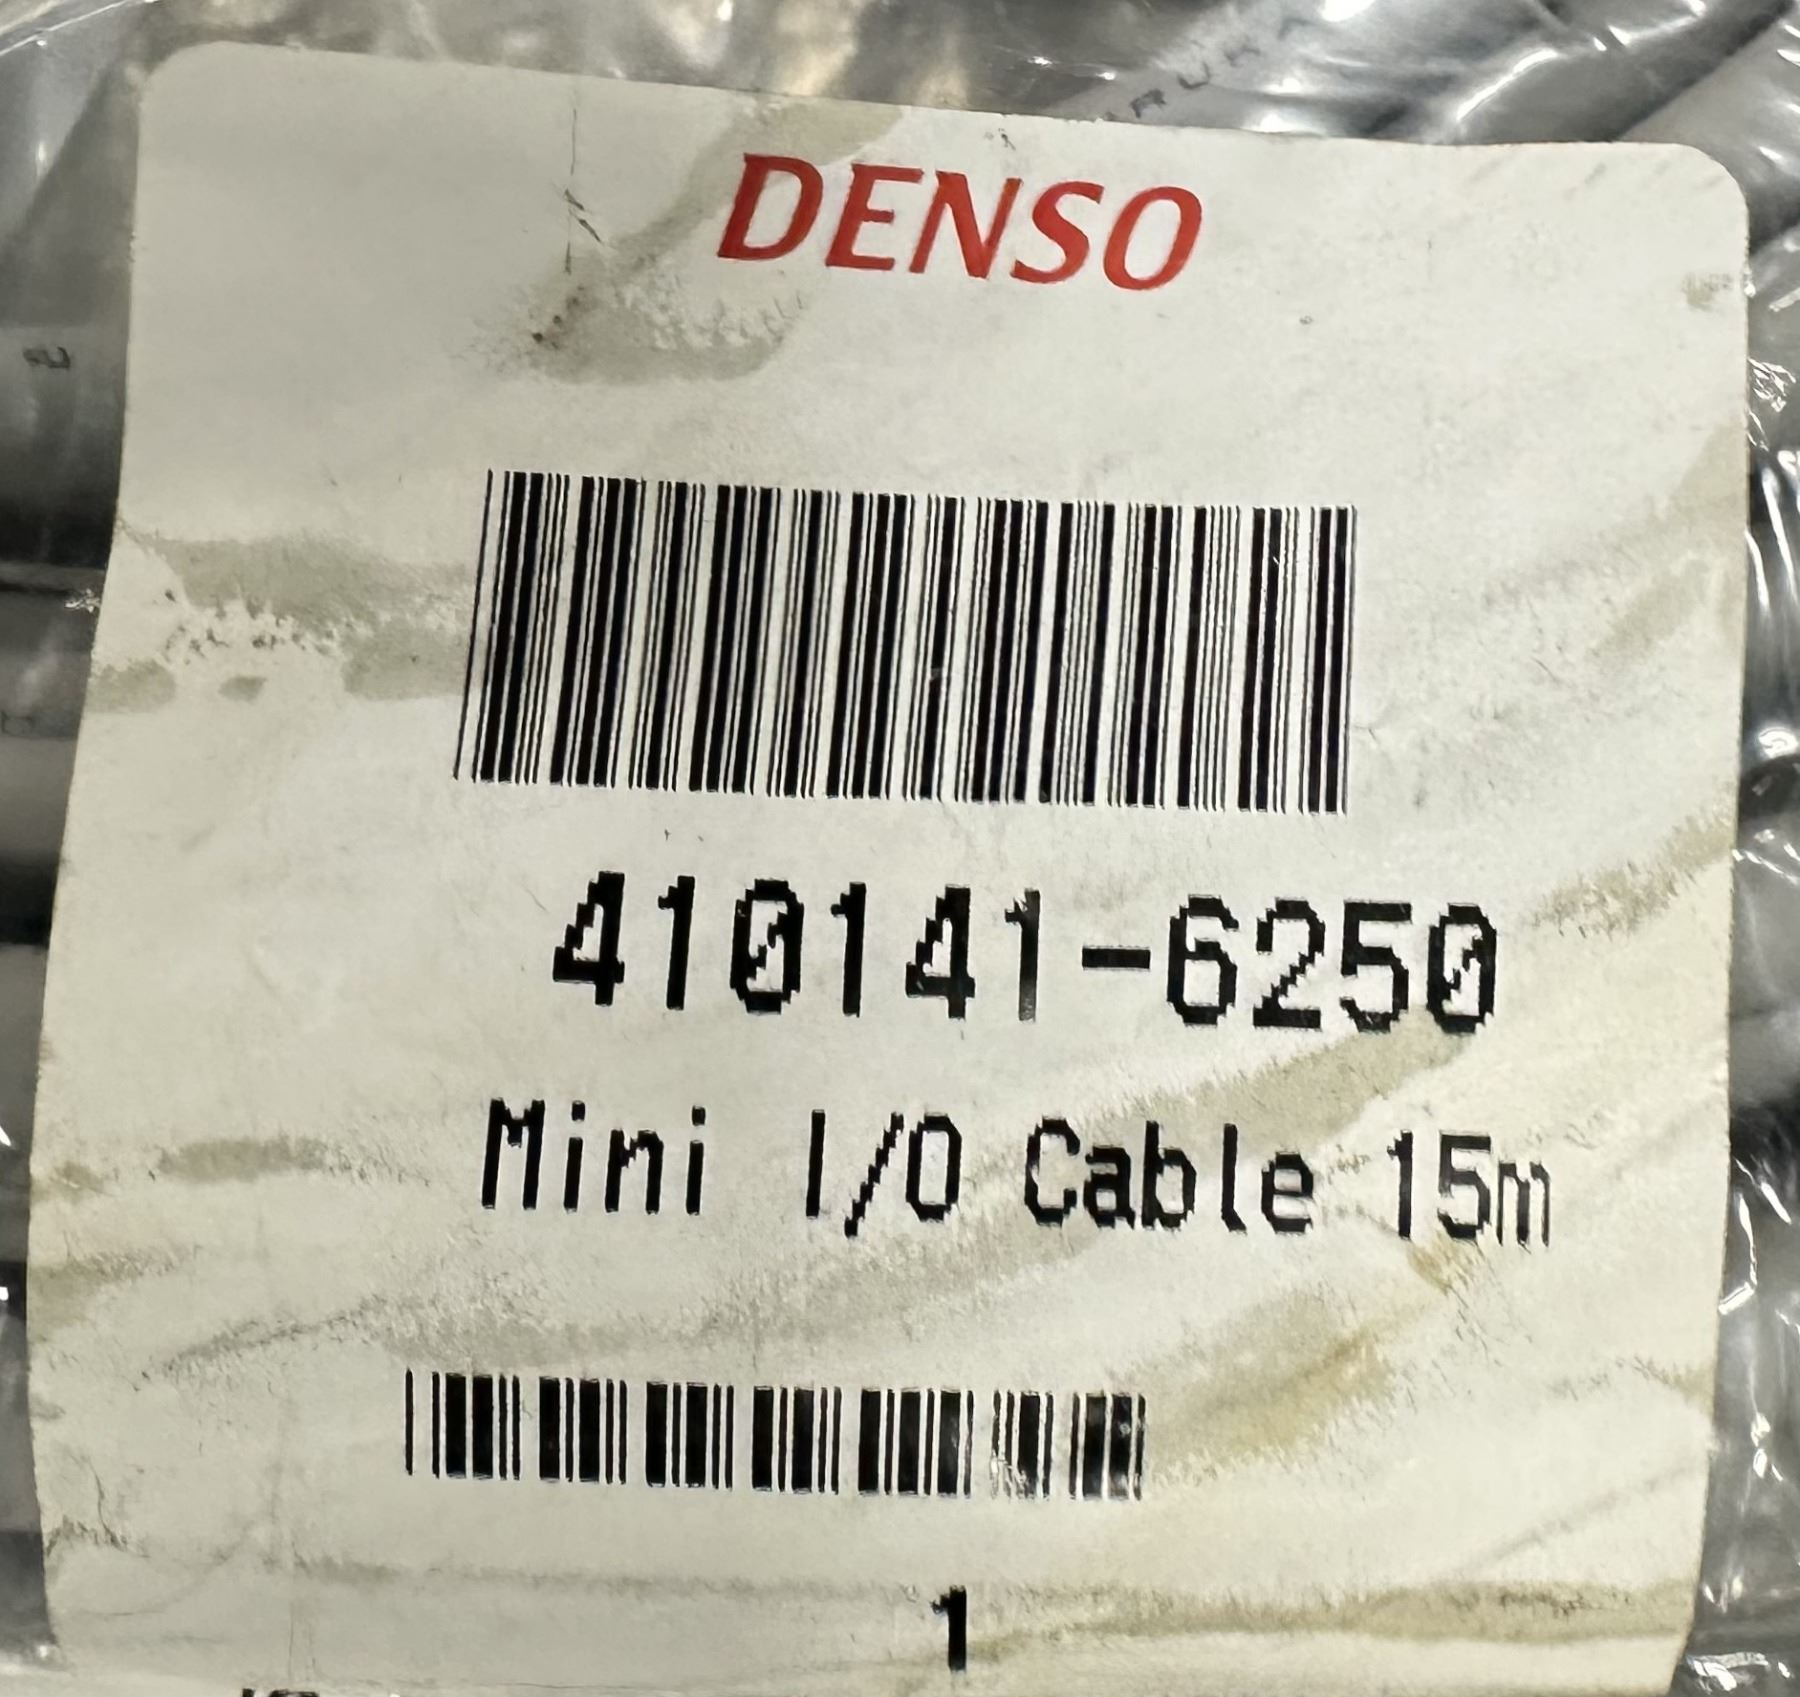 DENSO
410141-6250
Mini I/O Cable 15m
1